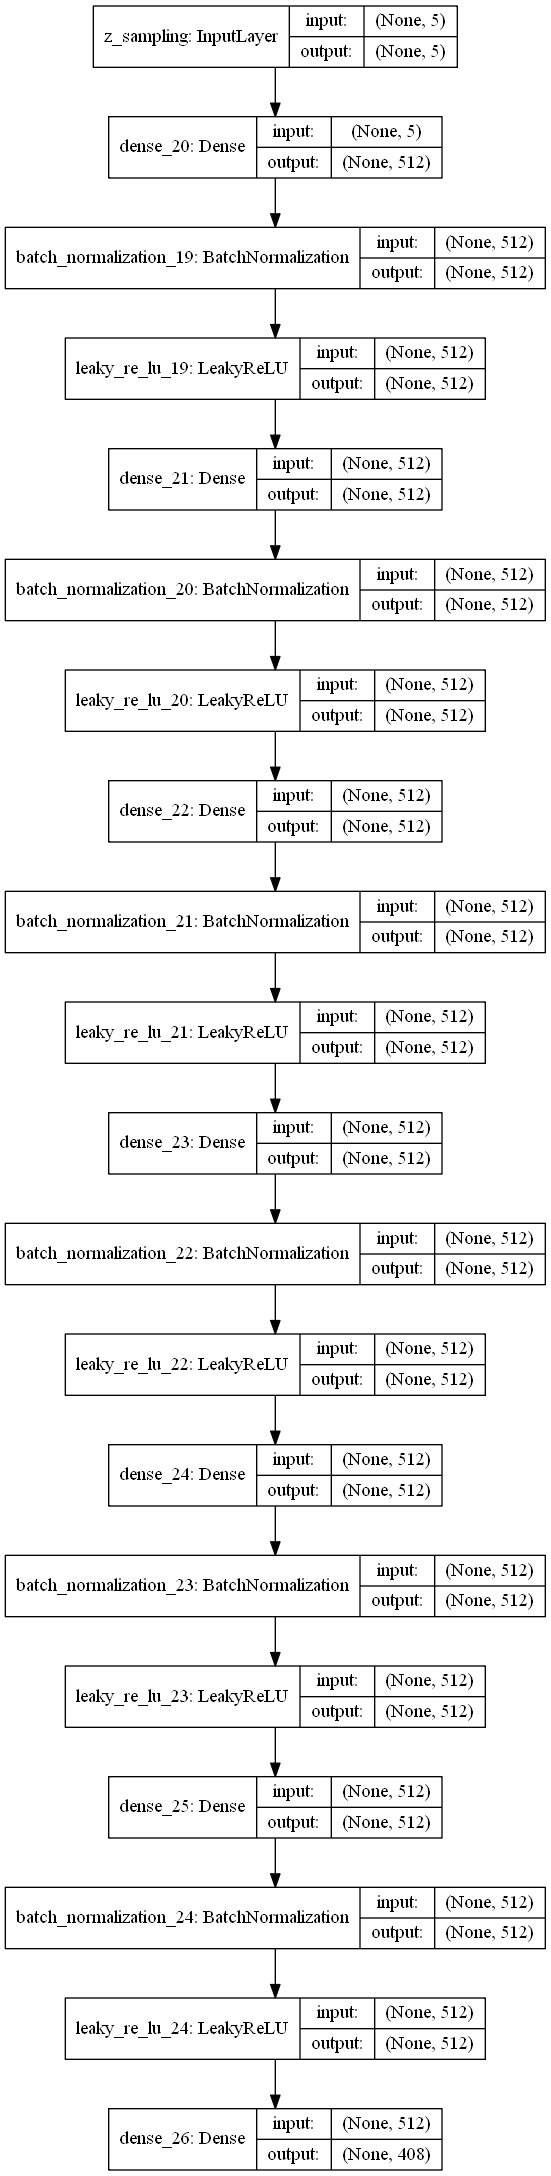 z_sampling: InputLayer input: (None, 5)
output: (None, 5)
dense_20: Dense input: (None, 5)
output: (None, 512)
batch_normalization_19: BatchNormalization input: (None, 512)
output: (None, 512)
leaky_re_lu_19: LeakyReLU input: (None, 512)
output: (None, 512)
dense_21: Dense input: (None, 512)
output: (None, 512)
batch_normalization_20: BatchNormalization input: (None, 512)
output: (None, 512)
leaky_re_lu_20: LeakyReLU input: (None, 512)
output: (None, 512)
dense_22: Dense input: (None, 512)
output: (None, 512)
batch_normalization_21: BatchNormalization input: (None, 512)
output: (None, 512)
leaky_re_lu_21: LeakyReLU input: (None, 512)
output: (None, 512)
dense_23: Dense input: (None, 512)
output: (None, 512)
batch_normalization_22: BatchNormalization input: (None, 512)
output: (None, 512)
leaky_re_lu_22: LeakyReLU input: (None, 512)
output: (None, 512)
dense_24: Dense input: (None, 512)
output: (None, 512)
batch_normalization_23: BatchNormalization input: (None, 512)
output: (None, 512)
leaky_re_lu_23: LeakyReLU input: (None, 512)
output: (None, 512)
dense_25: Dense input: (None, 512)
output: (None, 512)
batch_normalization_24: BatchNormalization input: (None, 512)
output: (None, 512)
leaky_re_lu_24: LeakyReLU input: (None, 512)
output: (None, 512)
dense_26: Dense input: (None, 512)
output: (None, 408)